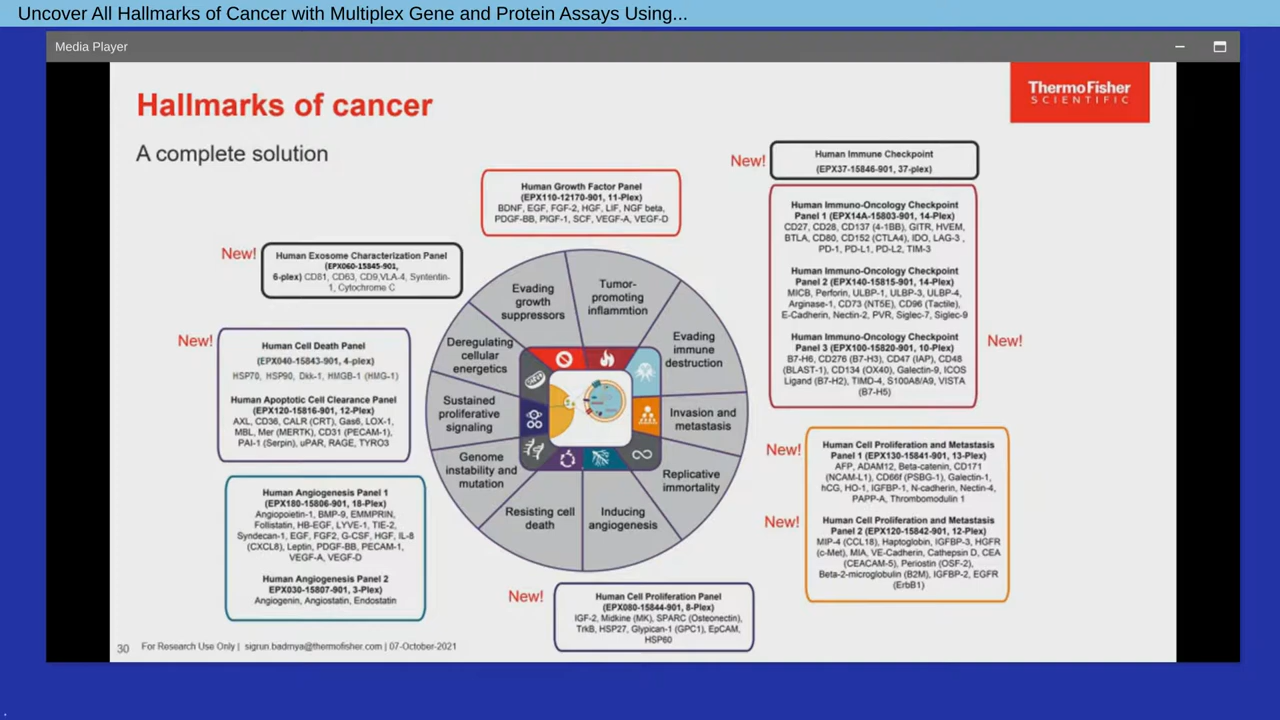 Uncover All Hallmarks of Cancer with Multiplex Gene and Protein Assays Using...
Media Player
Hallmarks of cancer
ThermoFisher
SCIENTIFIC
A complete solution
New!
Human Immune Checkpoint
(EPX37-15846-901, 37-plex)
Human Growth Factor Panel
(EPX110-12170-901, 11-Plex)
BDNF, EGF, FGF-2, HGF, LIF, NGF beta,
PDGF-BB, PIGF-1, SCF, VEGF-A, VEGF-D
Human Immuno-Oncology Checkpoint
Panel 1 (EPX14A-15803-901, 14-Plex)
CD27, CD28, CD137 (4-1BB), GITR, HVEM,
BTLA, CD80, CD152 (CTLA4), IDO, LAG-3 ,
PD-1, PD-L1, PD-L2, TIM-3
Human Immuno-Oncology Checkpoint
Panel 2 (EPX140-15815-901, 14-Plex)
MICB, Perforin, ULBP-1, ULBP-3, ULBP-4,
Arginase-1, CD73 (NT5E), CD96 (Tactile),
E-Cadherin, Nectin-2, PVR, Siglec-7, Siglec-9
Human Immuno-Oncology Checkpoint
Panel 3 (EPX100-15820-901, 10-Plex)
B7-H6, CD276 (B7-H3), CD47 (IAP), CD48
(BLAST-1), CD134 (OX40), Galectin-9, ICOS
Ligand (B7-H2), TIMD-4, S100A8/A9, VISTA
(B7-H5)
New!
New!
Human Exosome Characterization Panel
(EPX060-15845-901,
6-plex) CD81, CD63, CD9,VLA-4, Syntentin-
1, Cytochrome C
New!
Human Cell Death Panel
(EPX040-15843-901, 4-plex)
HSP70, HSP90, Dkk-1, HMGB-1 (HMG-1)
Human Apoptotic Cell Clearance Panel
(EPX120-15816-901, 12-Plex)
AXL, CD36, CALR (CRT), Gas6, LOX-1,
MBL, Mer (MERTK), CD31 (PECAM-1),
PAI-1 (Serpin), uPAR, RAGE, TYRO3
Evading
growth
suppressors
Tumor-
promoting
inflammtion
Deregulating
cellular
energetics
Evading
immune
destruction
Sustained
proliferative
signaling
Invasion and
metastasis
Genome
instability and
mutation
Replicative
immortality
Resisting cell
death
Inducing
angiogenesis
New!
Human Cell Proliferation and Metastasis
Panel 1 (EPX130-15841-901, 13-Plex)
AFP, ADAM12, Beta-catenin, CD171
(NCAM-L1), CD66f (PSBG-1), Galectin-1,
hCG, HO-1, IGFBP-1, N-cadherin, Nectin-4,
PAPP-A, Thrombomodulin 1
New!
Human Cell Proliferation and Metastasis
Panel 2 (EPX120-15842-901, 12-Plex)
MIP-4 (CCL18), Haptoglobin, IGFBP-3, HGFR
(c-Met), MIA, VE-Cadherin, Cathepsin D, CEA
(CEACAM-5), Periostin (OSF-2),
Beta-2-microglobulin (B2M), IGFBP-2, EGFR
(ErbB1)
Human Angiogenesis Panel 1
(EPX180-15806-901, 18-Plex)
Angiopoietin-1, BMP-9, EMMPRIN,
Follistatin, HB-EGF, LYVE-1, TIE-2,
Syndecan-1, EGF, FGF2, G-CSF, HGF, IL-8
(CXCL8), Leptin, PDGF-BB, PECAM-1,
VEGF-A, VEGF-D
Human Angiogenesis Panel 2
EPX030-15807-901, 3-Plex)
Angiogenin, Angiostatin, Endostatin
New!
Human Cell Proliferation Panel
(EPX080-15844-901, 8-Plex)
IGF-2, Midkine (MK), SPARC (Osteonectin),
TrkB, HSP27, Glypican-1 (GPC1), EpCAM,
HSP60
30 For Research Use Only | sigrun.badrnya@thermofisher.com | 07-October-2021